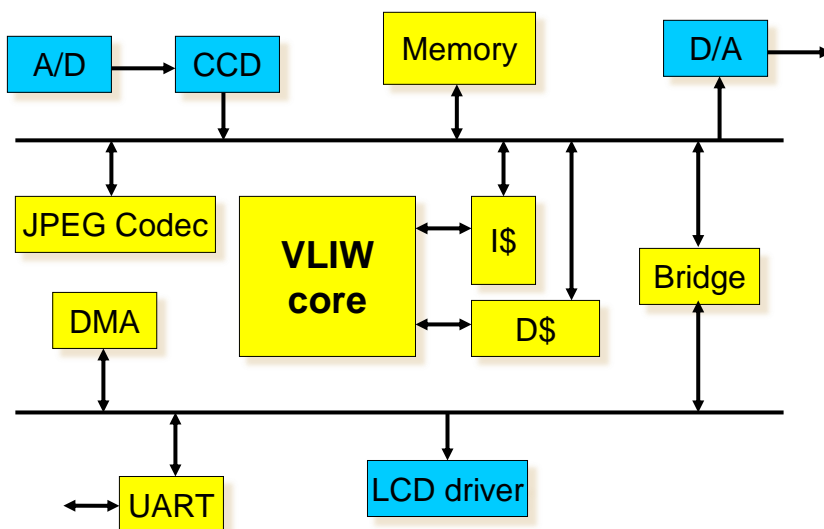 A/D
CCD
Memory
D/A
JPEG Codec
VLIW
core
I$
Bridge
DMA
D$
UART
LCD driver